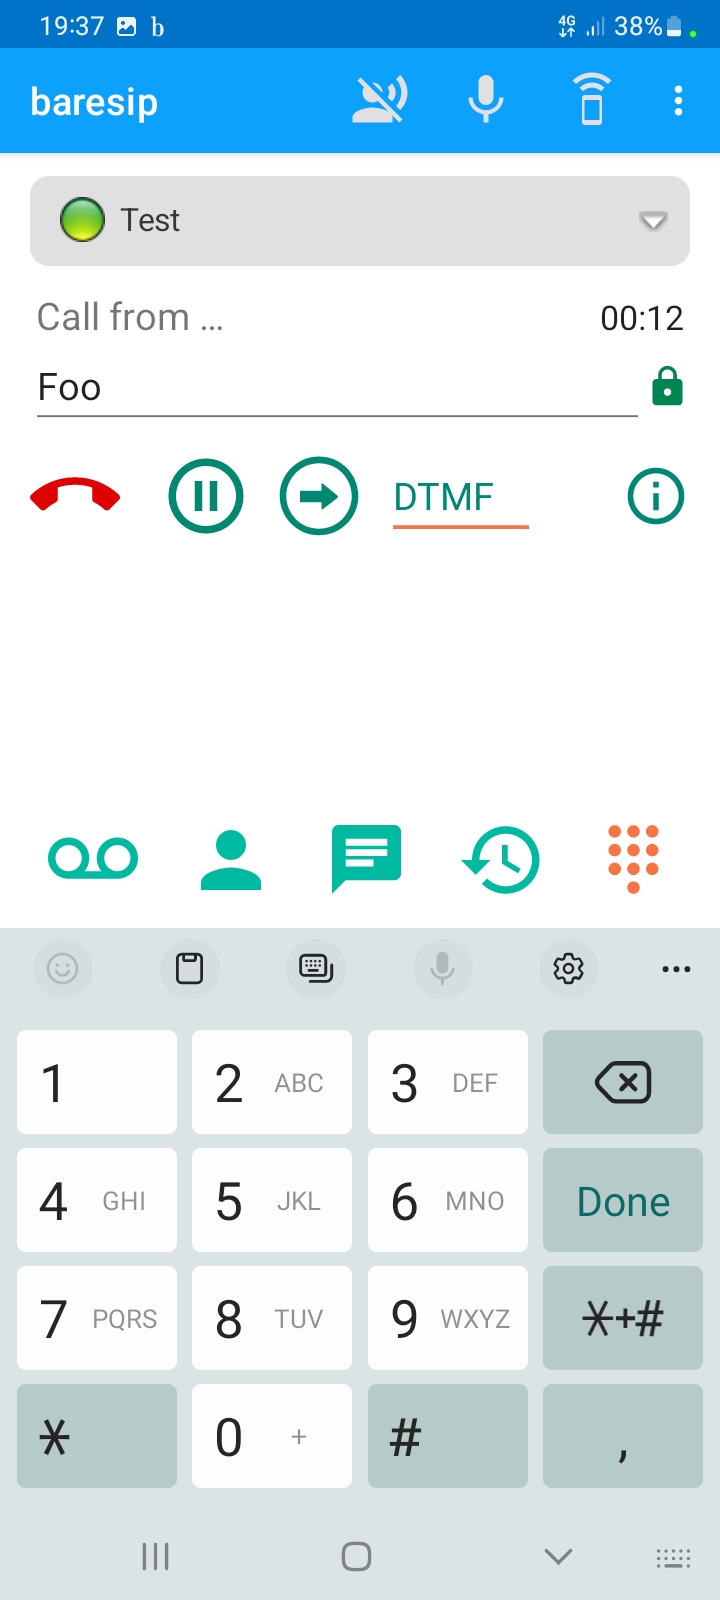 19:37 b 4G 38%
baresip
Test
Call from ... 00:12
Foo
DTMF
1 2 ABC 3 DEF
4 GHI 5 JKL 6 MNO Done
7 PQRS 8 TUV 9 WXYZ *+#
* 0 + # ,